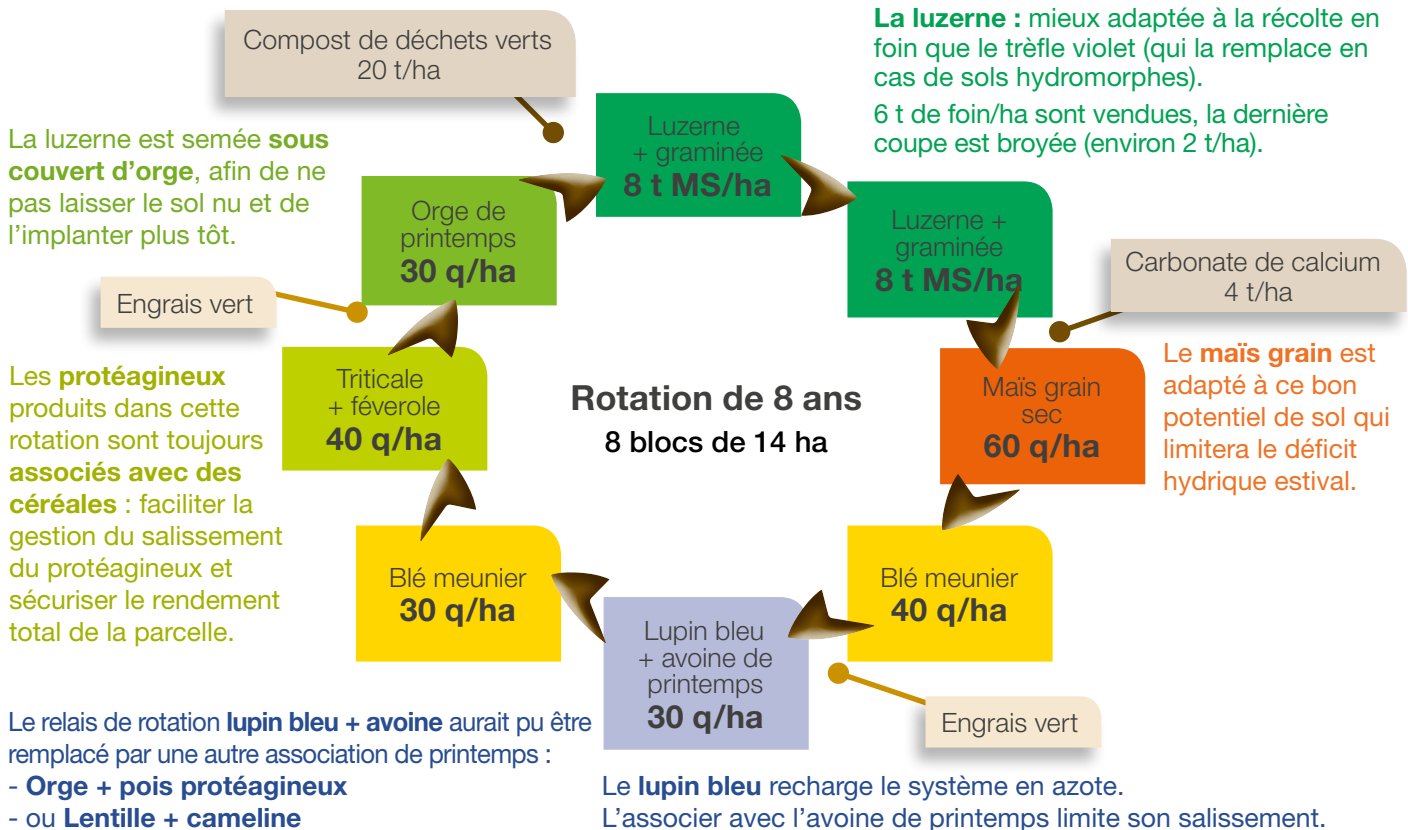 Compost de déchets verts
20 t/ha
La luzerne : mieux adaptée à la récolte en
foin que le trèfle violet (qui la remplace en
cas de sols hydromorphes).
6 t de foin/ha sont vendues, la dernière
coupe est broyée (environ 2 t/ha).
La luzerne est semée sous
couvert d'orge, afin de ne
pas laisser le sol nu et de
l'implanter plus tôt.
Luzerne
+ graminée
8 t MS/ha
Luzerne +
graminée
8 t MS/ha
Orge de
printemps
30 q/ha
Carbonate de calcium
4 t/ha
Engrais vert
Les protéagineux
produits dans cette
rotation sont toujours
associés avec des
céréales : faciliter la
gestion du salissement
du protéagineux et
sécuriser le rendement
total de la parcelle.
Triticale
+ féverole
40 q/ha
Rotation de 8 ans
8 blocs de 14 ha
Maïs grain
sec
60 q/ha
Le maïs grain est
adapté à ce bon
potentiel de sol qui
limitera le déficit
hydrique estival.
Blé meunier
30 q/ha
Lupin bleu
+ avoine de
printemps
30 q/ha
Blé meunier
40 q/ha
Engrais vert
Le relais de rotation lupin bleu + avoine aurait pu être
remplacé par une autre association de printemps :
- Orge + pois protéagineux
- ou Lentille + cameline
Le lupin bleu recharge le système en azote.
L'associer avec l'avoine de printemps limite son salissement.